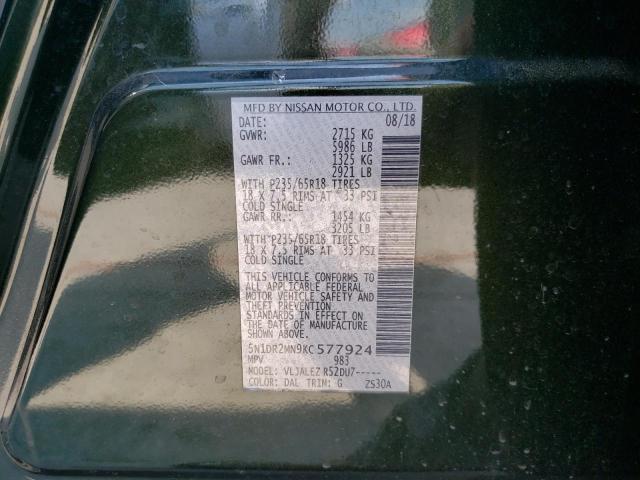 MFD BY NISSAN MOTOR CO., LTD.
DATE: 08/18
GVWR: 2715 KG
5986 LB
GAWR FR.: 1325 KG
2921 LB
WITH P235/65R18 TIRES
18 X 7.5 RIMS AT 33 PSI
COLD SINGLE
GAWR RR.: 1454 KG
3205 LB
WITH P235/65R18 TIRES
18 X 7.5 RIMS AT 33 PSI
COLD SINGLE
THIS VEHICLE CONFORMS TO
ALL APPLICABLE FEDERAL
MOTOR VEHICLE SAFETY AND
THEFT PREVENTION
STANDARDS IN EFFECT ON
THE DATE OF MANUFACTURE
SHOWN ABOVE.
5N1DR2MN9KC577924
MPV 983
MODEL: VLJALEZ R52DU7-----
COLOR: DAL TRIM: G ZS30A